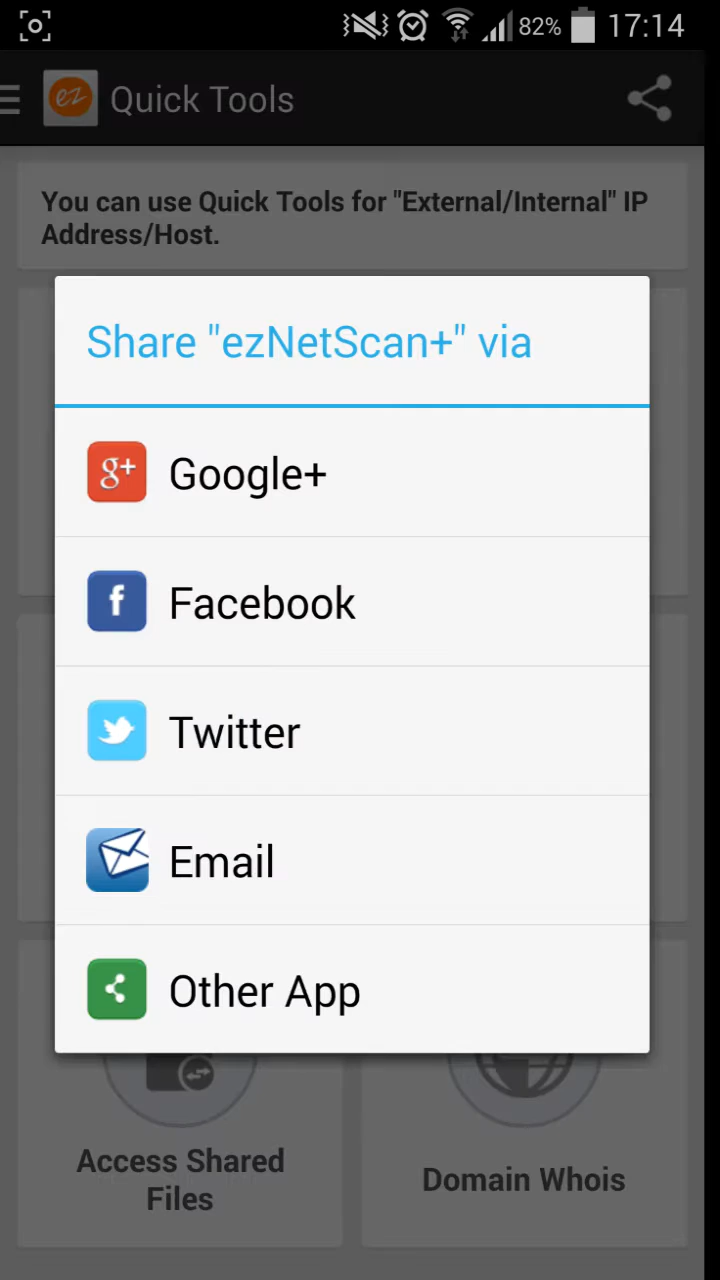 82% 17:14
ez Quick Tools
You can use Quick Tools for "External/Internal" IP
Address/Host.
Share "ezNetScan+" via
g+ Google+
f Facebook
Twitter
Email
Other App
Access Shared
Files
Domain Whois